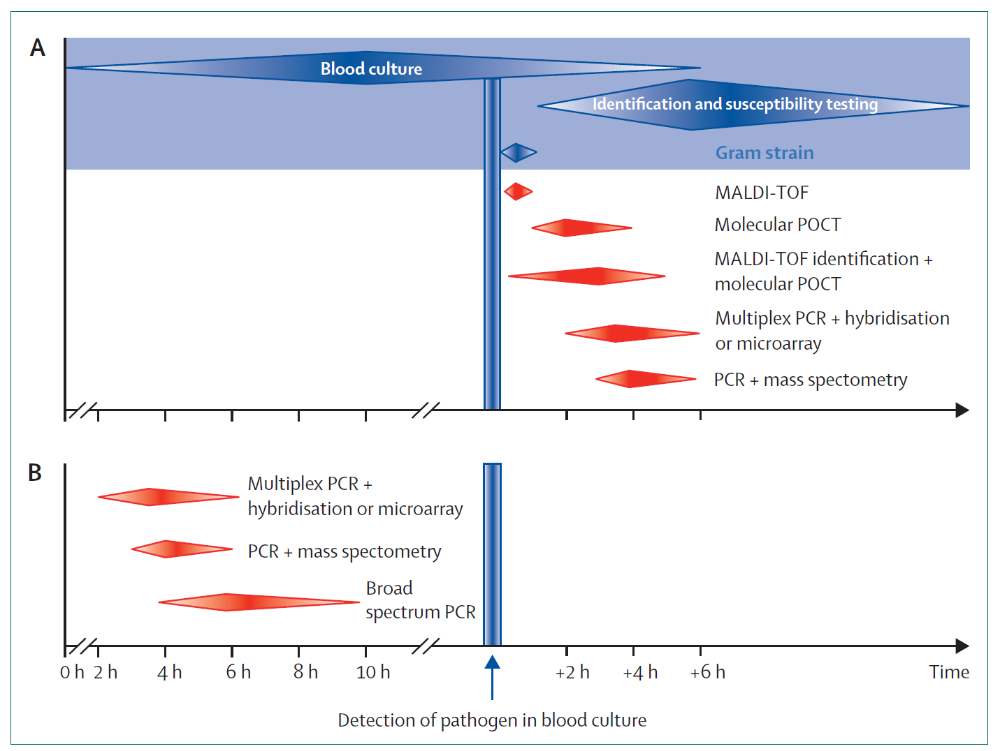 A
Blood culture
Identification and susceptibility testing
Gram strain
MALDI-TOF
Molecular POCT
MALDI-TOF identification +
molecular POCT
Multiplex PCR + hybridisation
or microarray
PCR + mass spectometry
B
Multiplex PCR +
hybridisation or microarray
PCR + mass spectometry
Broad
spectrum PCR
0 h 2 h 4 h 6 h 8 h 10 h +2 h +4 h +6 h Time
Detection of pathogen in blood culture